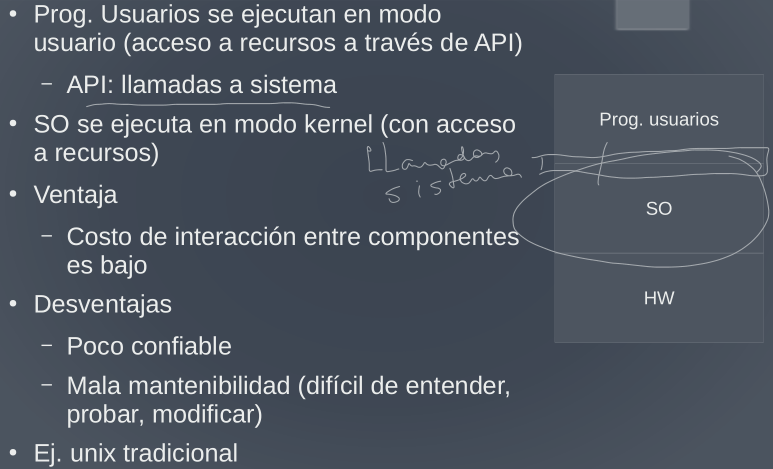 • Prog. Usuarios se ejecutan en modo
usuario (acceso a recursos a través de API)
– API: llamadas a sistema
• SO se ejecuta en modo kernel (con acceso
a recursos)
• Ventaja
– Costo de interacción entre componentes
es bajo
• Desventajas
– Poco confiable
– Mala mantenibilidad (difícil de entender,
probar, modificar)
• Ej. unix tradicional
LLamadas
sistema
Prog. usuarios
SO
HW